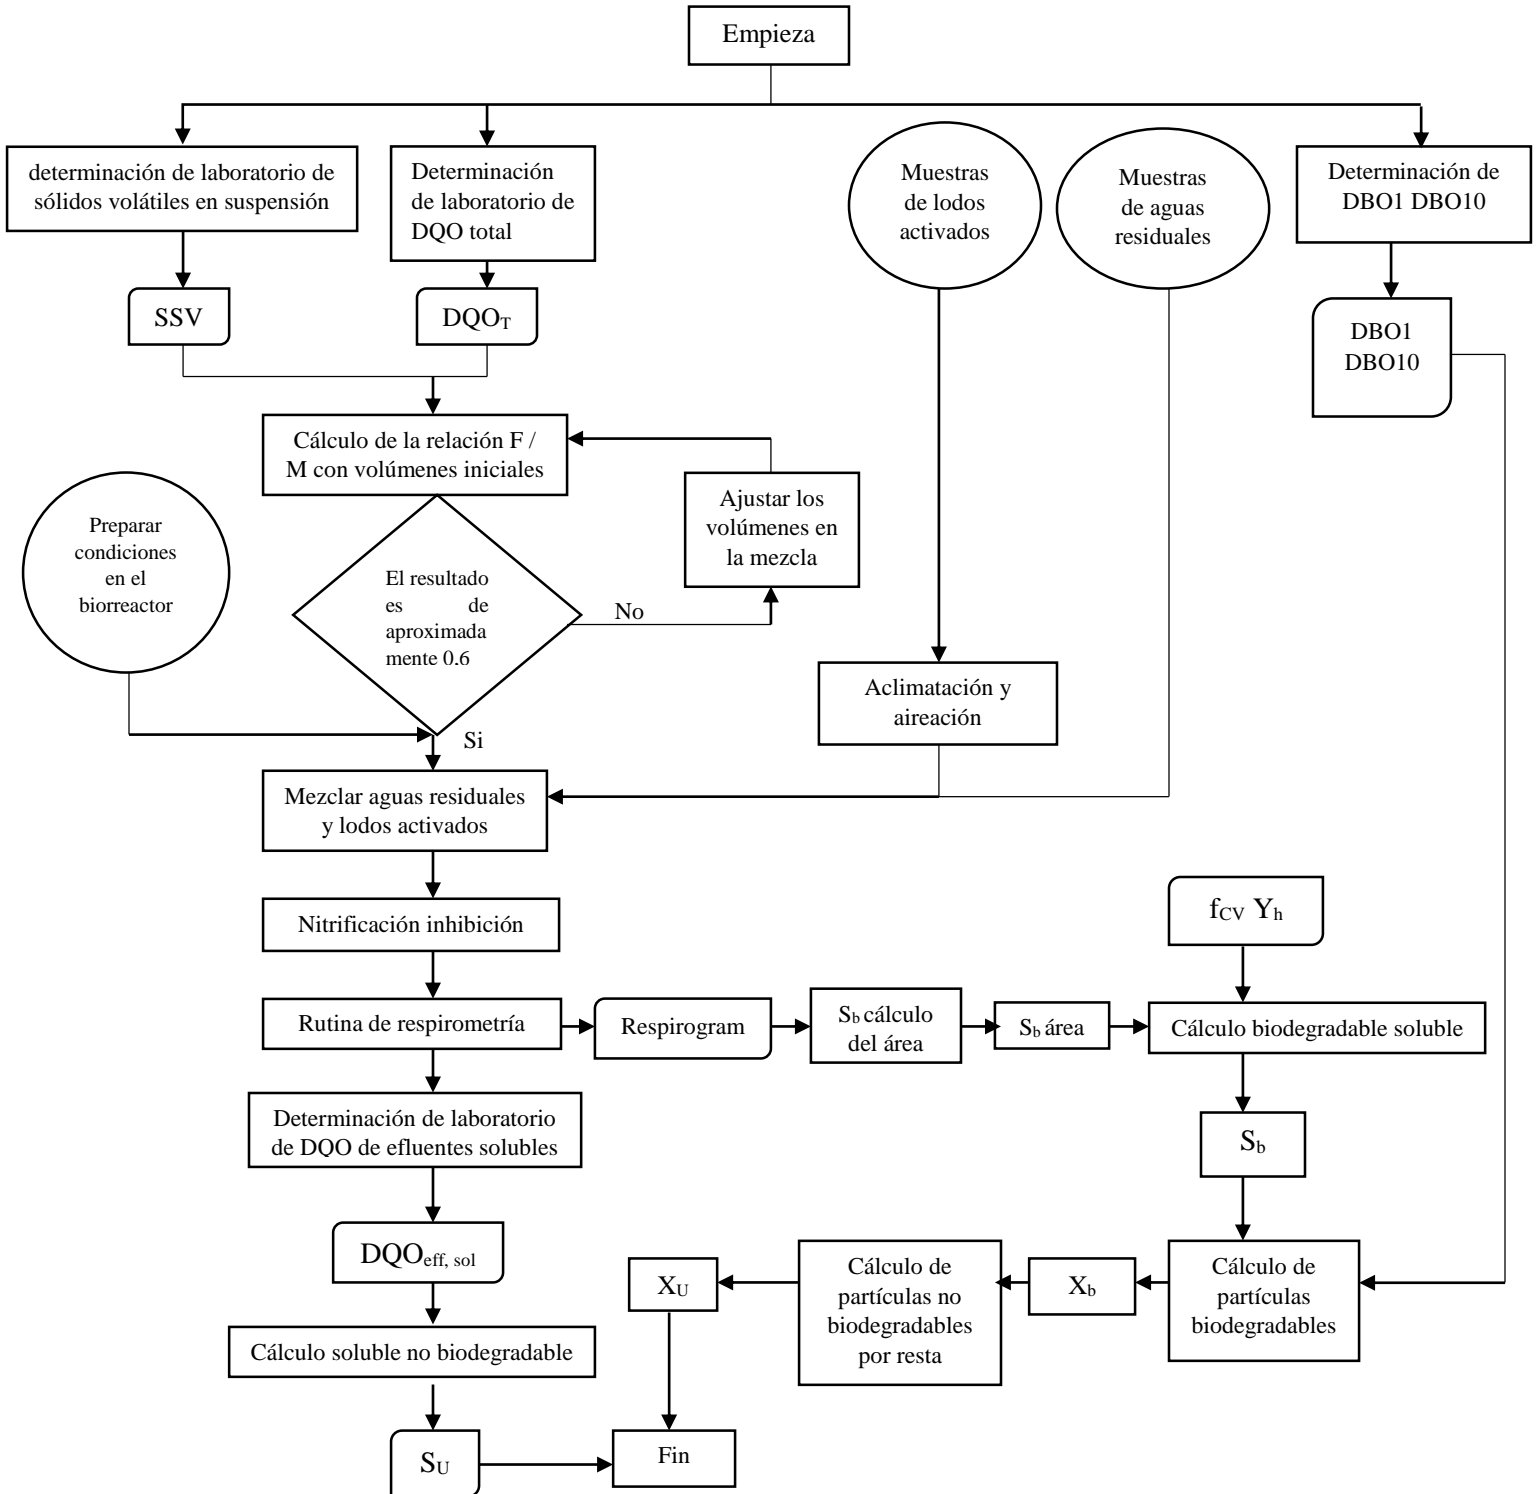 Empieza
determinación de laboratorio de
sólidos volátiles en suspensión
Determinación
de laboratorio de
DQO total
Muestras
de lodos
activados
Muestras
de aguas
residuales
Determinación de
DBO1 DBO10
SSV
DQOT
DBO1
DBO10
Cálculo de la relación F /
M con volúmenes iniciales
Ajustar los
volúmenes en
la mezcla
Preparar
condiciones
en el
biorreactor
El resultado
es de
aproximada
mente 0.6
No
Si
Aclimatación y
aireación
Mezclar aguas residuales
y lodos activados
Nitrificación inhibición
fCV Yh
Rutina de respirometría
Respirogram
Sb cálculo
del área
Sb área
Cálculo biodegradable soluble
Determinación de laboratorio
de DQO de efluentes solubles
Sb
DQOeff, sol
XU
Cálculo de
partículas no
biodegradables
por resta
Xb
Cálculo de
partículas
biodegradables
Cálculo soluble no biodegradable
SU
Fin